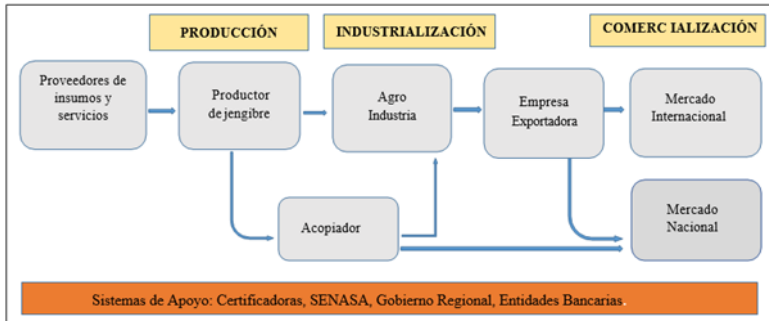 PRODUCCIÓN
INDUSTRIALIZACIÓN
COMERC IALIZACIÓN
Proveedores de
insumos y
servicios
Productor
de jengibre
Agro
Industria
Empresa
Exportadora
Mercado
Internacional
Acopiador
Mercado
Nacional
Sistemas de Apoyo: Certificadoras, SENASA, Gobierno Regional, Entidades Bancarias.